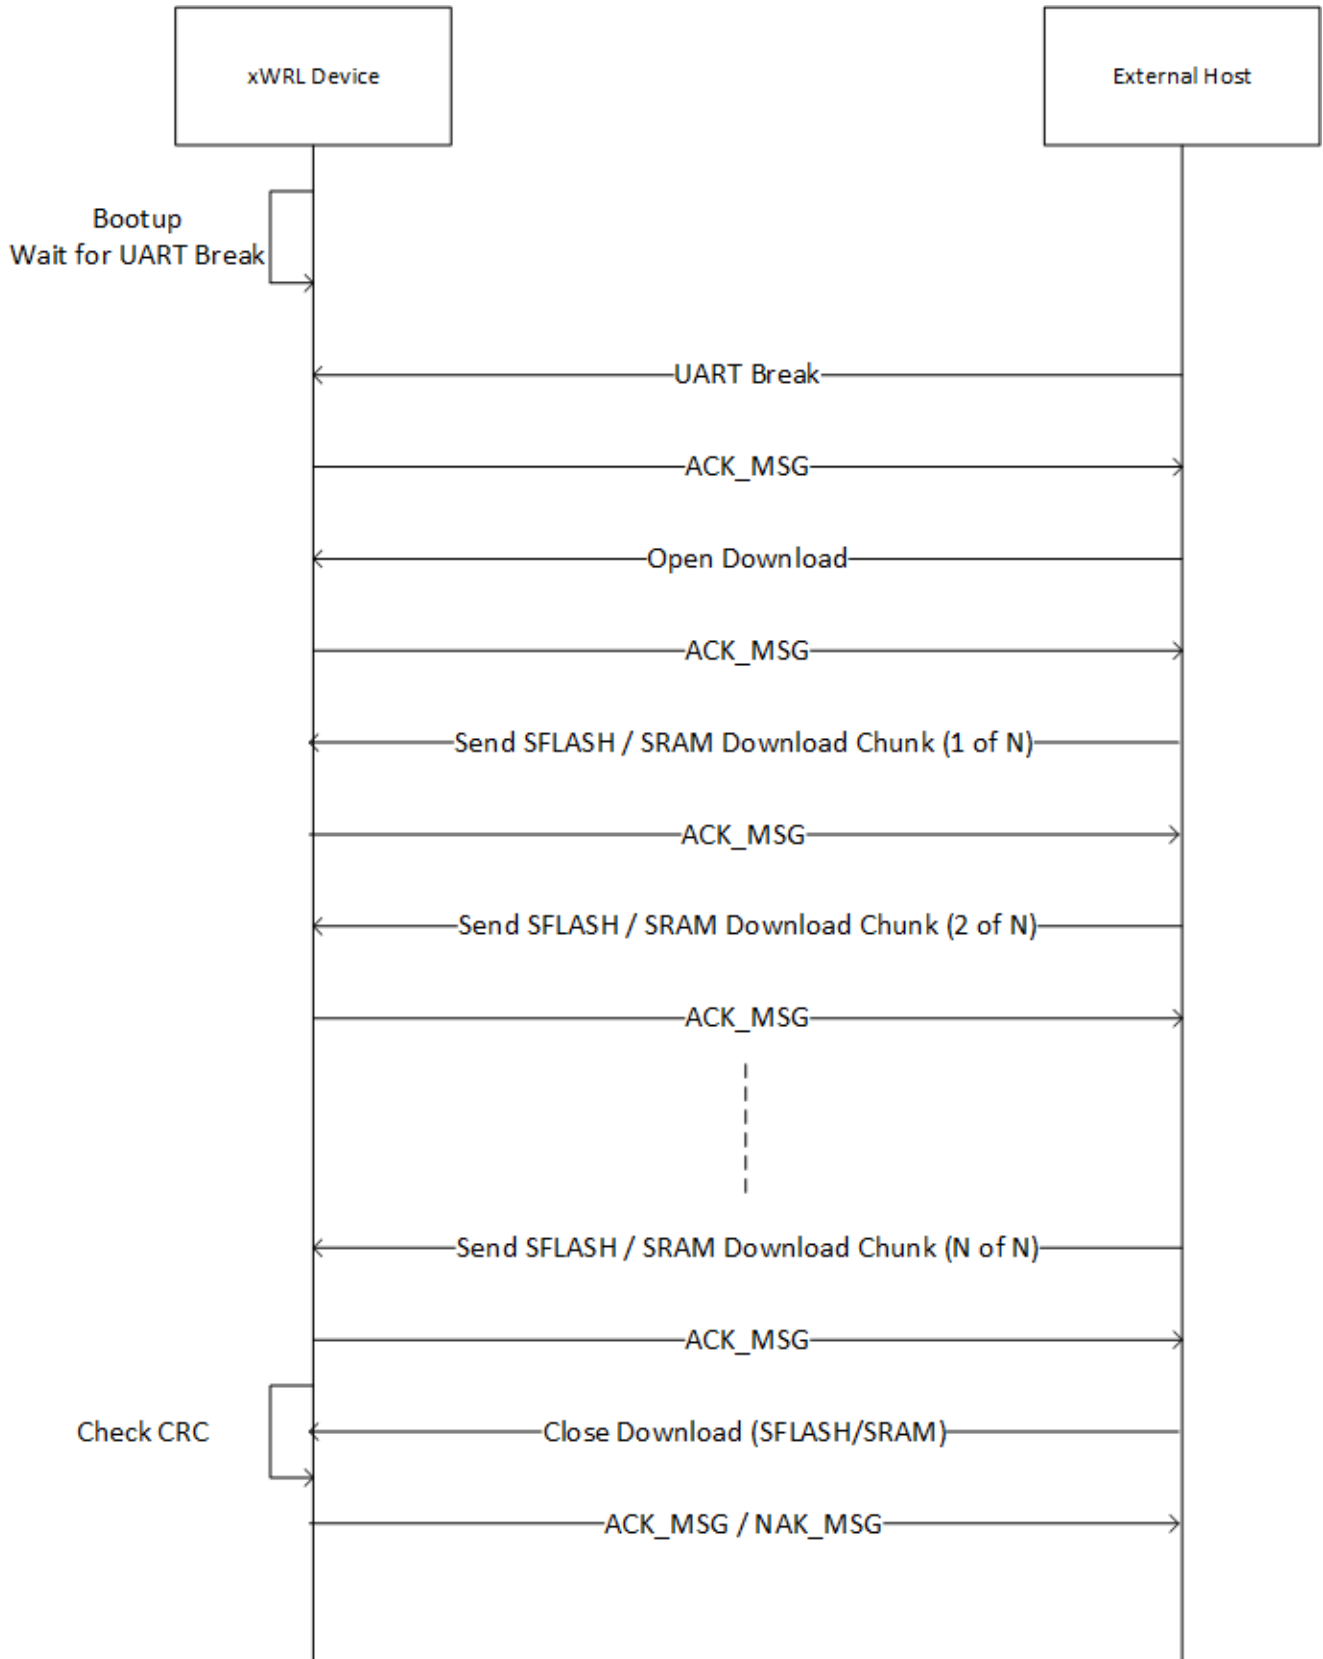 xWRL Device
External Host
Bootup
Wait for UART Break
UART Break
ACK_MSG
Open Download
ACK_MSG
Send SFLASH / SRAM Download Chunk (1 of N)
ACK_MSG
Send SFLASH / SRAM Download Chunk (2 of N)
ACK_MSG
Send SFLASH / SRAM Download Chunk (N of N)
ACK_MSG
Check CRC
Close Download (SFLASH/SRAM)
ACK_MSG / NAK_MSG